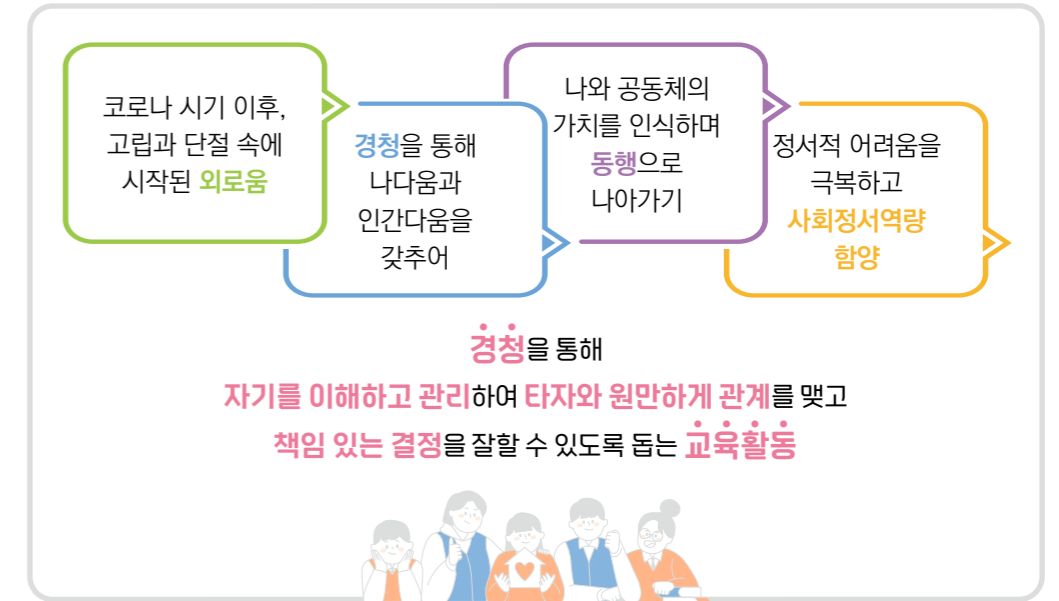 코로나 시기 이후,
고립과 단절 속에
시작된 외로움
경청을 통해
나다움과
인간다움을
갖추어
나와 공동체의
가치를 인식하며
동행으로
나아가기
정서적 어려움을
극복하고
사회정서역량
함양
경청을 통해
자기를 이해하고 관리하여 타자와 원만하게 관계를 맺고
책임 있는 결정을 잘할 수 있도록 돕는 교육활동